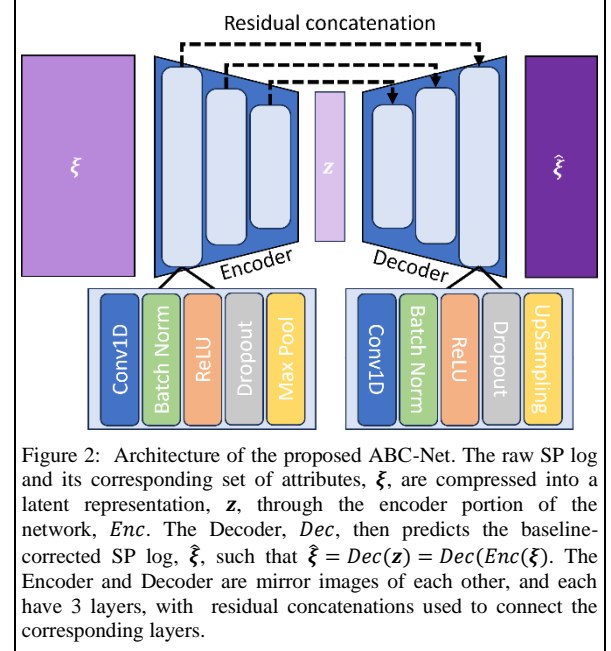 Residual concatenation
ξ
z
ξ̂
Encoder
Decoder
Conv1D
Batch Norm
ReLU
Dropout
Max Pool
Conv1D
Batch Norm
ReLU
Dropout
UpSampling
Figure 2:  Architecture of the proposed ABC-Net. The raw SP log
and its corresponding set of attributes, ξ, are compressed into a
latent representation, z, through the encoder portion of the
network, Enc. The Decoder, Dec, then predicts the baseline-
corrected SP log, ξ̂, such that ξ̂ = Dec(z) = Dec(Enc(ξ). The
Encoder and Decoder are mirror images of each other, and each
have 3 layers, with  residual concatenations used to connect the
corresponding layers.